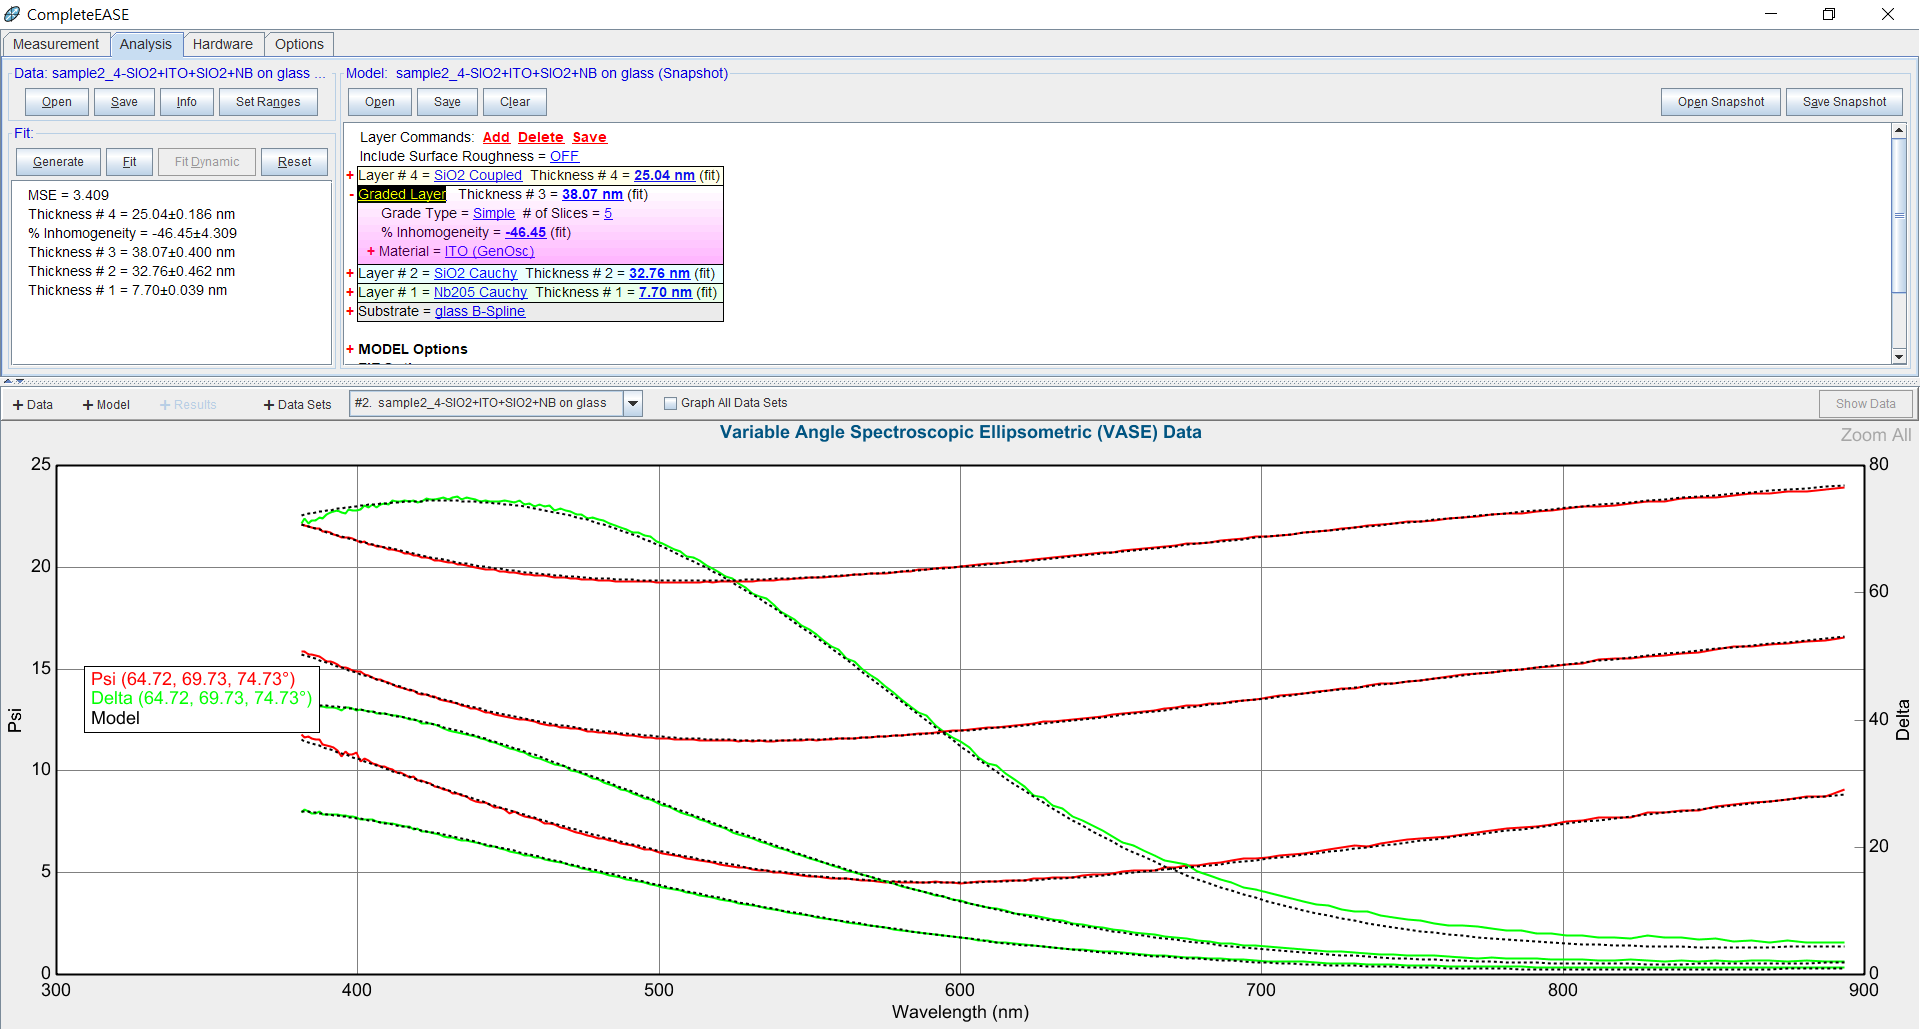 CompleteEASE
Measurement Analysis Hardware Options
Data: sample2_4-SIO2+ITO+SIO2+NB on glass ...
Open Save Info Set Ranges
Fit:
Generate Fit Fit Dynamic Reset
MSE = 3.409
Thickness # 4 = 25.04±0.186 nm
% Inhomogeneity = -46.45±4.309
Thickness # 3 = 38.07±0.400 nm
Thickness # 2 = 32.76±0.462 nm
Thickness # 1 = 7.70±0.039 nm
Model: sample2_4-SIO2+ITO+SIO2+NB on glass (Snapshot)
Open Save Clear Open Snapshot Save Snapshot
Layer Commands: Add Delete Save
Include Surface Roughness = OFF
+ Layer # 4 = SiO2 Coupled Thickness # 4 = 25.04 nm (fit)
- Graded Layer Thickness # 3 = 38.07 nm (fit)
Grade Type = Simple # of Slices = 5
% Inhomogeneity = -46.45 (fit)
+ Material = ITO (GenOsc)
+ Layer # 2 = SiO2 Cauchy Thickness # 2 = 32.76 nm (fit)
+ Layer # 1 = Nb205 Cauchy Thickness # 1 = 7.70 nm (fit)
+ Substrate = glass B-Spline
+ MODEL Options
+ Data + Model + Results + Data Sets #2. sample2_4-SIO2+ITO+SIO2+NB on glass Graph All Data Sets Show Data
Variable Angle Spectroscopic Ellipsometric (VASE) Data
Zoom All
25
20
15
10
5
0
Psi
Psi (64.72, 69.73, 74.73°)
Delta (64.72, 69.73, 74.73°)
Model
80
60
40
20
0
Delta
300 400 500 600 700 800 900
Wavelength (nm)